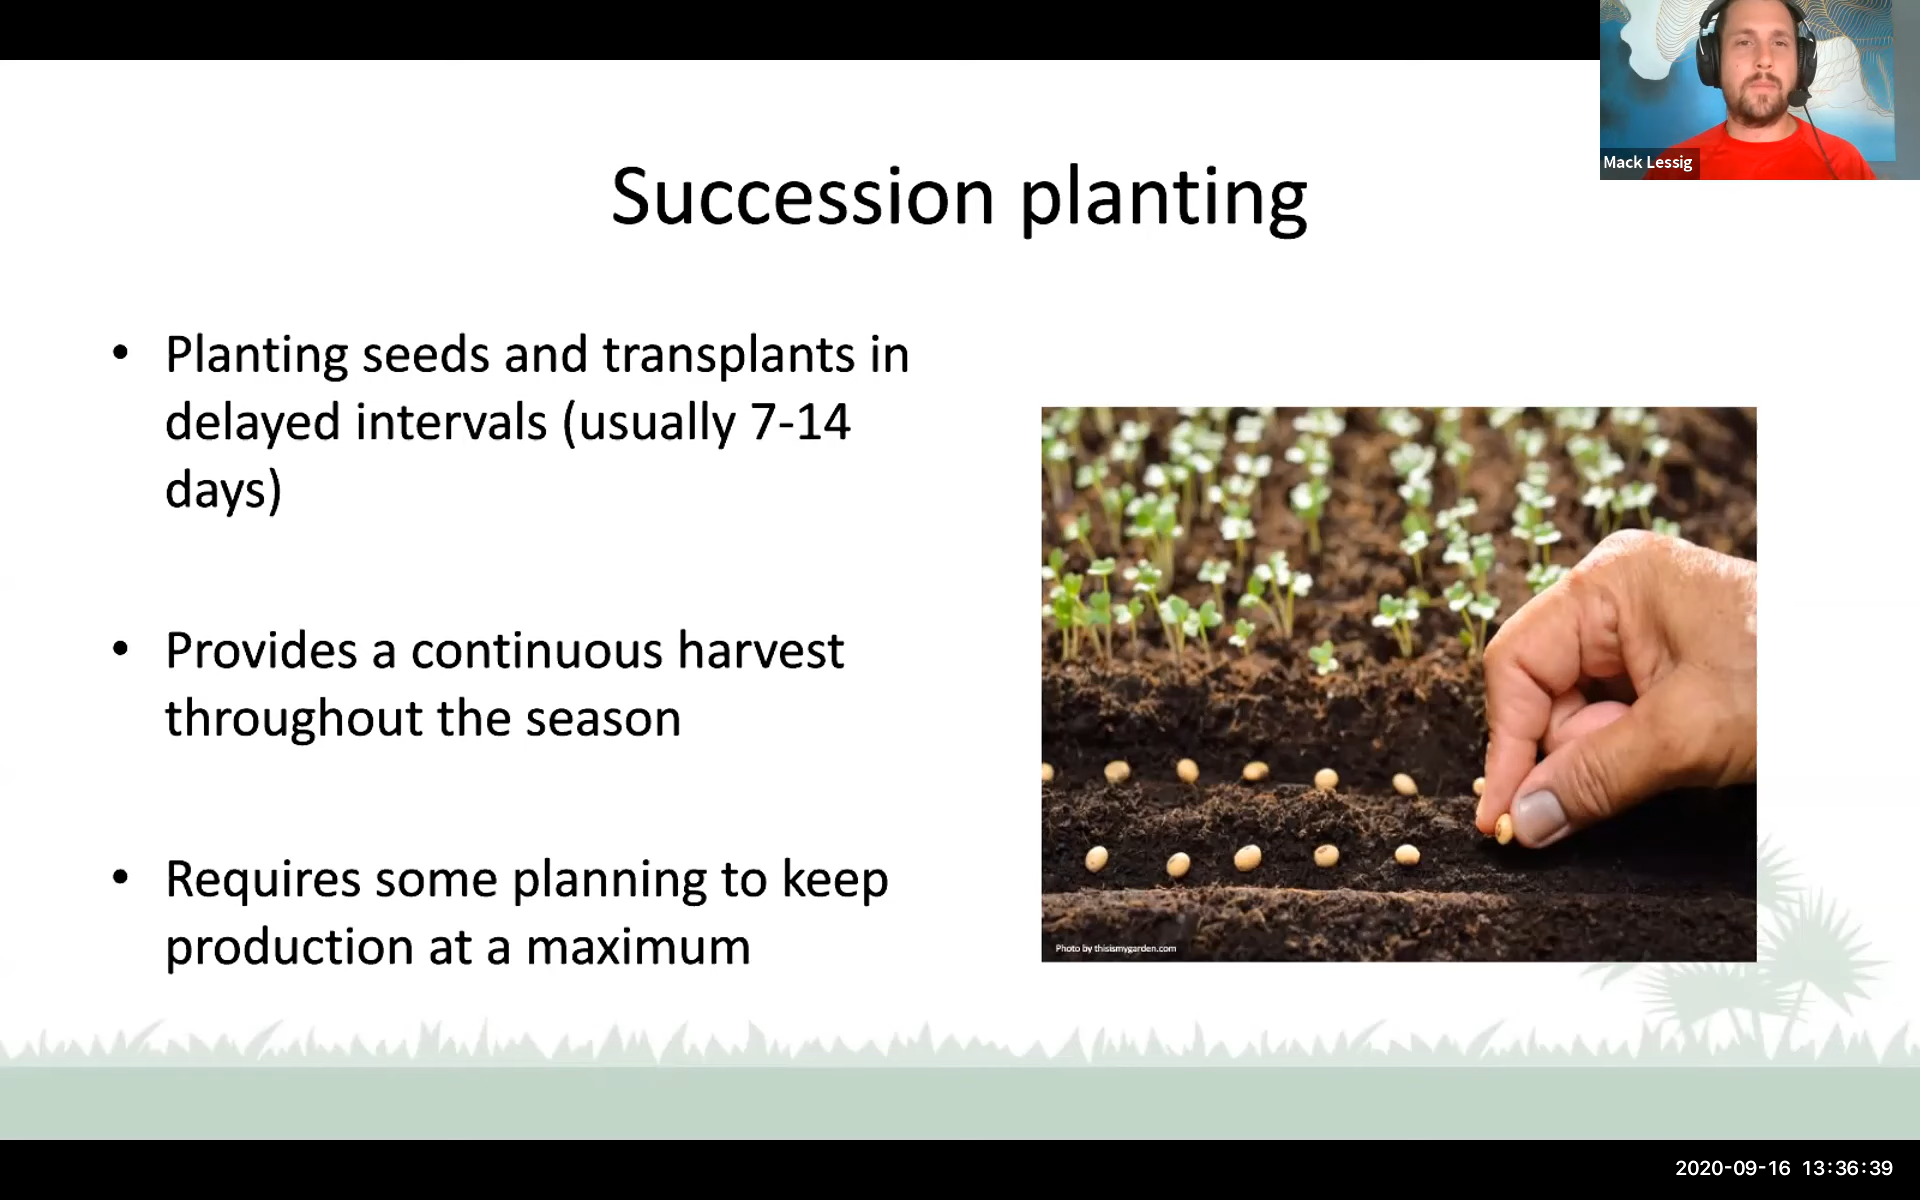 Mack Lessig
Succession planting
• Planting seeds and transplants in
delayed intervals (usually 7-14
days)
• Provides a continuous harvest
throughout the season
• Requires some planning to keep
production at a maximum
Photo by thisismygarden.com
2020-09-16 13:36:39